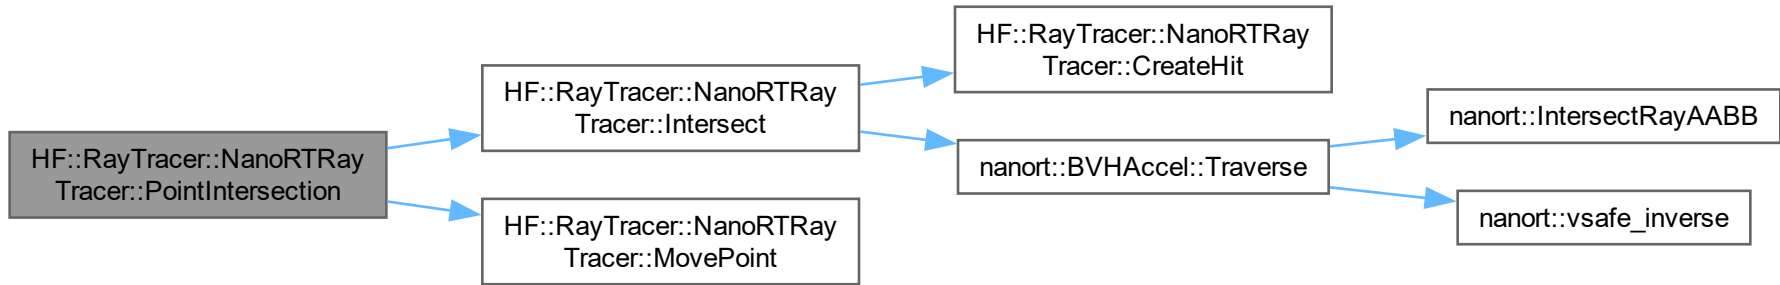 HF::RayTracer::NanoRTRay
Tracer::PointIntersection
HF::RayTracer::NanoRTRay
Tracer::Intersect
HF::RayTracer::NanoRTRay
Tracer::MovePoint
HF::RayTracer::NanoRTRay
Tracer::CreateHit
nanort::BVHAccel::Traverse
nanort::IntersectRayAABB
nanort::vsafe_inverse